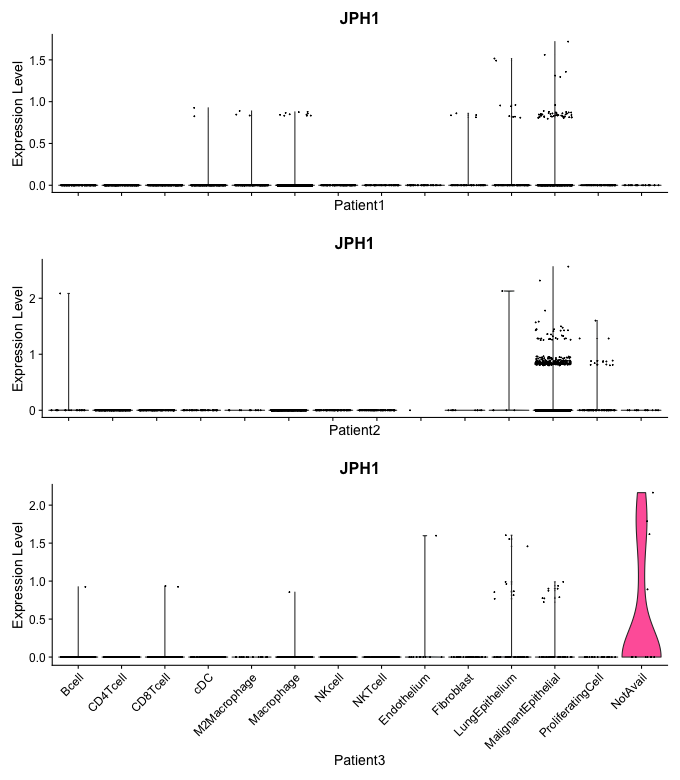 JPH1
Expression Level
1.5
1.0
0.5
0.0
Patient1
JPH1
Expression Level
2
1
0
Patient2
JPH1
Expression Level
2.0
1.5
1.0
0.5
0.0
Bcell
CD4Tcell
CD8Tcell
cDC
M2Macrophage
Macrophage
NKcell
NKTcell
Endothelium
Fibroblast
LungEpithelium
MalignantEpithelial
ProliferatingCell
NotAvail
Patient3